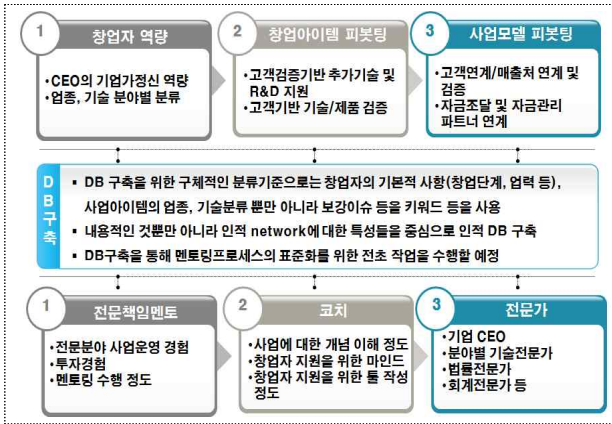 1
창업자 역량
•CEO의 기업가정신 역량
•업종, 기술 분야별 분류
2
창업아이템 피봇팅
•고객검증기반 추가기술 및
R&D 지원
•고객기반 기술/제품 검증
3
사업모델 피봇팅
•고객연계/매출처 연계 및
검증
•자금조달 및 자금관리
파트너 연계
DB구축
▪ DB 구축을 위한 구체적인 분류기준으로는 창업자의 기본적 사항(창업단계, 업력 등),
사업아이템의 업종, 기술분류 뿐만 아니라 보강이슈 등을 키워드 등을 사용
▪ 내용적인 것뿐만 아니라 인적 network에 대한 특성들을 중심으로 인적 DB 구축
▪ DB구축을 통해 멘토링프로세스의 표준화를 위한 전초 작업을 수행할 예정
1
전문책임멘토
•전문분야 사업운영 경험
•투자경험
•멘토링 수행 정도
2
코치
•사업에 대한 개념 이해 정도
•창업자 지원을 위한 마인드
•창업자 지원을 위한 툴 작성
정도
3
전문가
•기업 CEO
•분야별 기술전문가
•법률전문가
•회계전문가 등